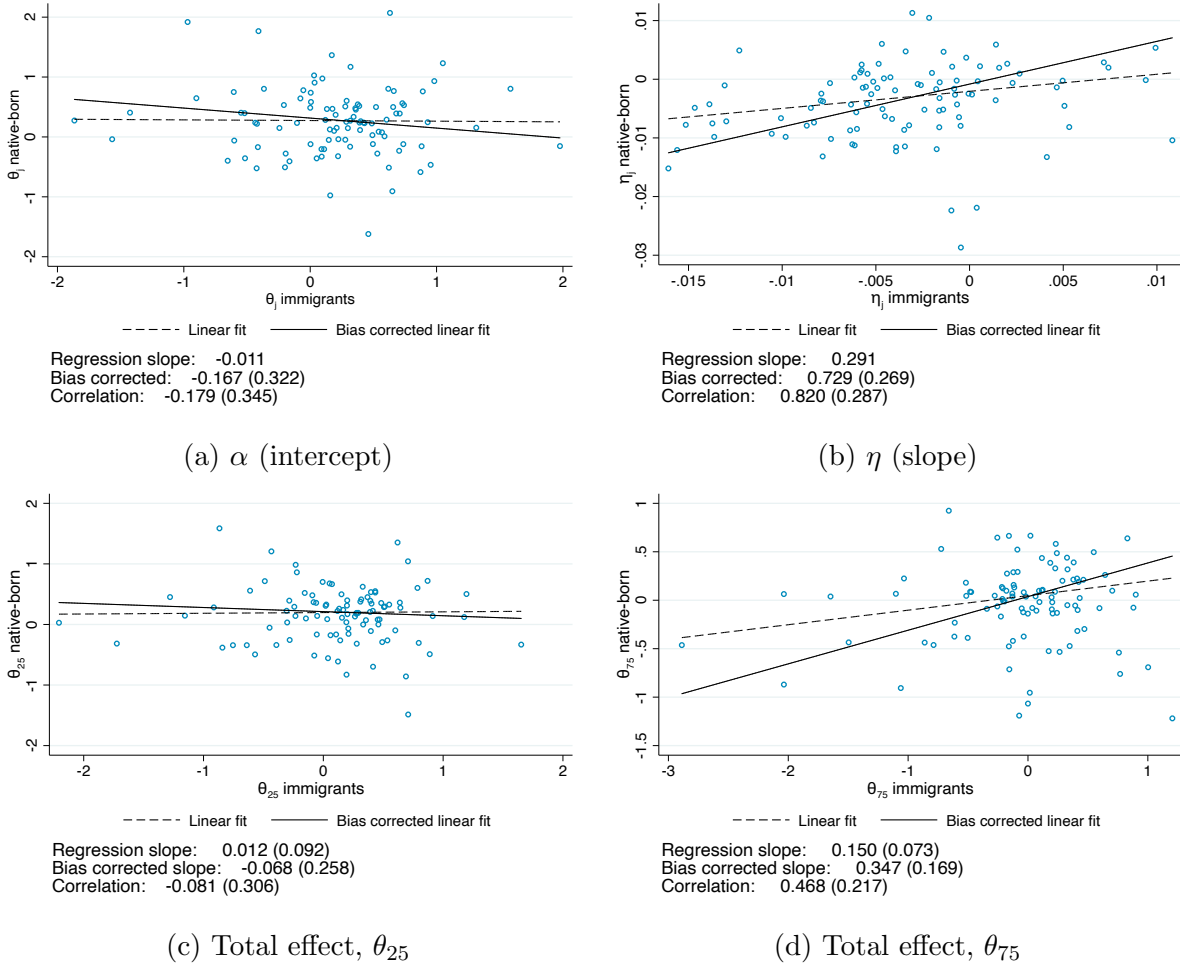 2
1
0
-1
-2
θj native-born
-2
-1
0
1
2
θj immigrants
Linear fit
Bias corrected linear fit
Regression slope: -0.011
Bias corrected: -0.167 (0.322)
Correlation: -0.179 (0.345)
(a) α (intercept)
.01
0
-.01
-.02
-.03
ηj native-born
-.015
-.01
-.005
0
.005
.01
ηj immigrants
Linear fit
Bias corrected linear fit
Regression slope: 0.291
Bias corrected: 0.729 (0.269)
Correlation: 0.820 (0.287)
(b) η (slope)
2
1
0
-1
-2
θ25 native-born
-2
-1
0
1
2
θ25 immigrants
Linear fit
Bias corrected linear fit
Regression slope: 0.012 (0.092)
Bias corrected slope: -0.068 (0.258)
Correlation: -0.081 (0.306)
(c) Total effect, θ25
1
.5
0
-.5
-1
-1.5
θ75 native-born
-3
-2
-1
0
1
θ75 immigrants
Linear fit
Bias corrected linear fit
Regression slope: 0.150 (0.073)
Bias corrected slope: 0.347 (0.169)
Correlation: 0.468 (0.217)
(d) Total effect, θ75